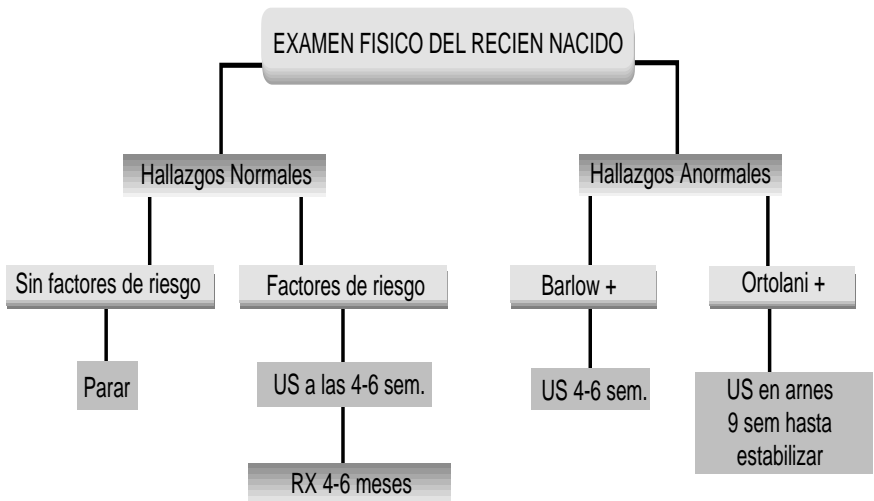 EXAMEN FISICO DEL RECIEN NACIDO
Hallazgos Normales
Hallazgos Anormales
Sin factores de riesgo
Factores de riesgo
Barlow +
Ortolani +
Parar
US a las 4-6 sem.
US 4-6 sem.
US en arnes
9 sem hasta
estabilizar
RX 4-6 meses